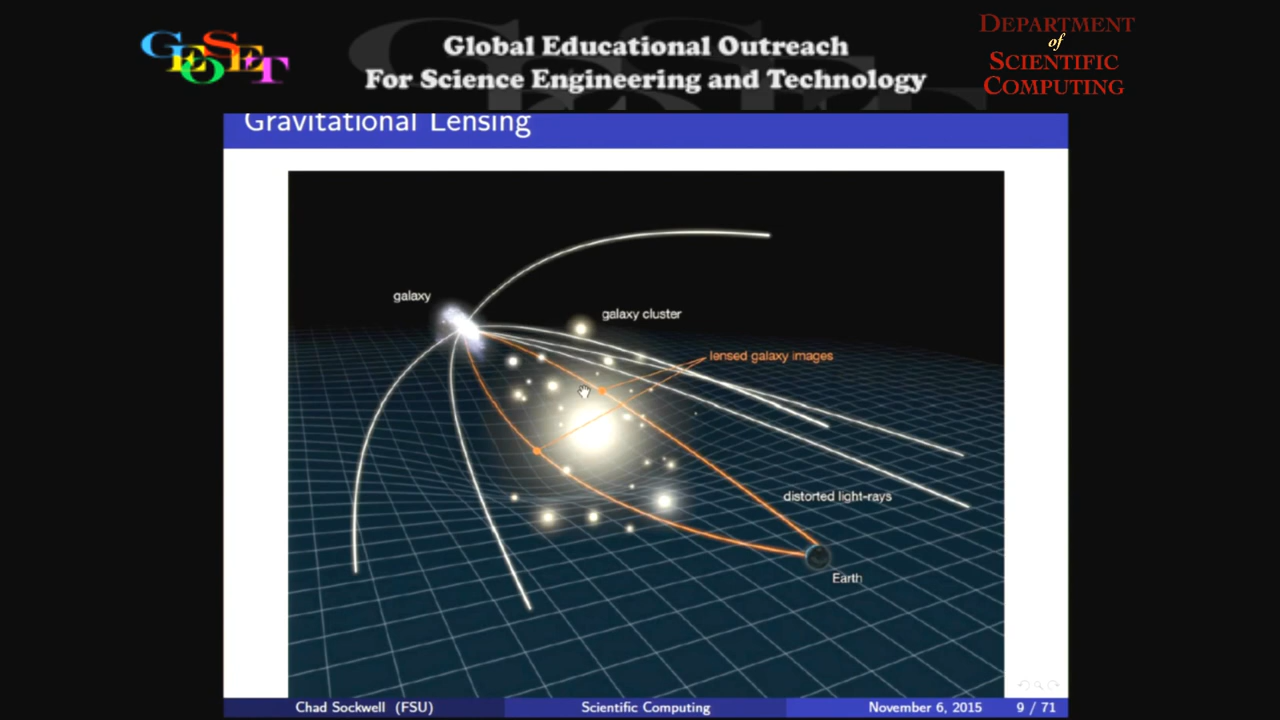 GEOSET
Global Educational Outreach
For Science Engineering and Technology
DEPARTMENT
of
SCIENTIFIC
COMPUTING
Gravitational Lensing
galaxy
galaxy cluster
lensed galaxy images
distorted light-rays
Earth
Chad Sockwell (FSU) Scientific Computing November 6, 2015 9 / 71